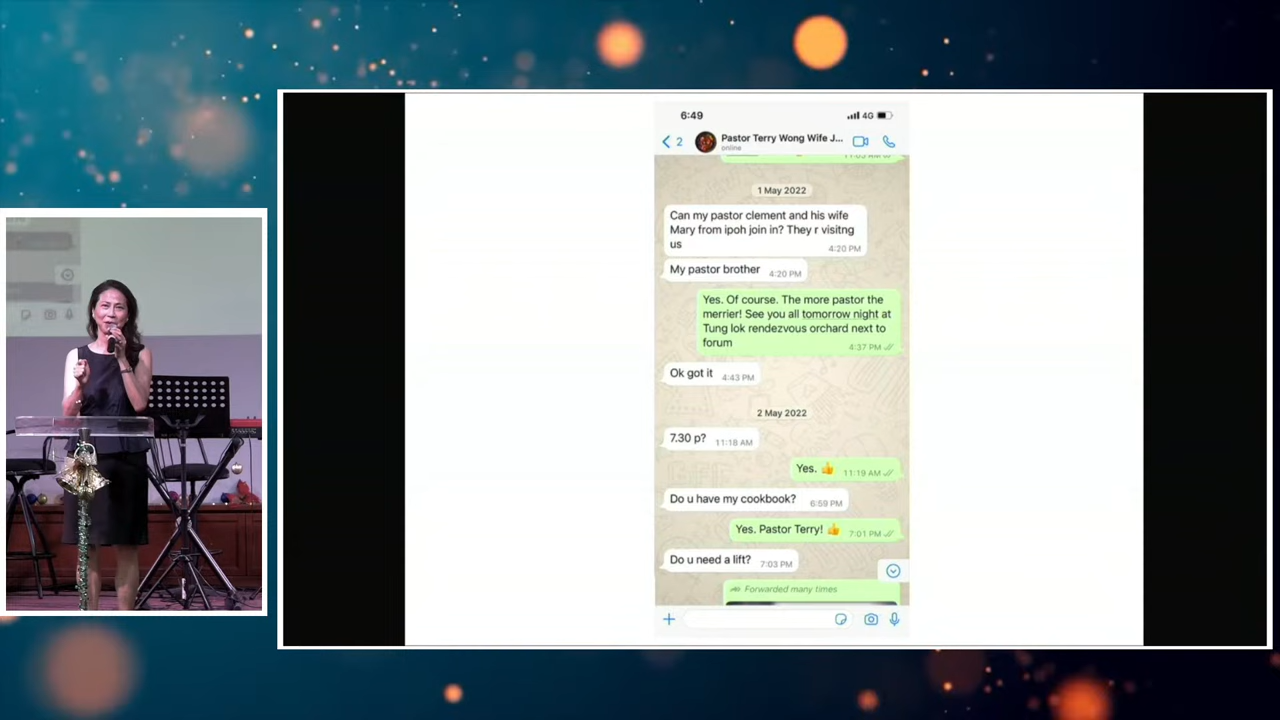 6:49
4G
2
Pastor Terry Wong Wife J...
online
1 May 2022
Can my pastor clement and his wife
Mary from ipoh join in? They r visitng
us
4:20 PM
My pastor brother 4:20 PM
Yes. Of course. The more pastor the
merrier! See you all tomorrow night at
Tung lok rendezvous orchard next to
forum
4:37 PM
Ok got it 4:43 PM
2 May 2022
7.30 p? 11:18 AM
Yes. 👍 11:19 AM
Do u have my cookbook? 6:59 PM
Yes. Pastor Terry! 👍 7:01 PM
Do u need a lift? 7:03 PM
Forwarded many times